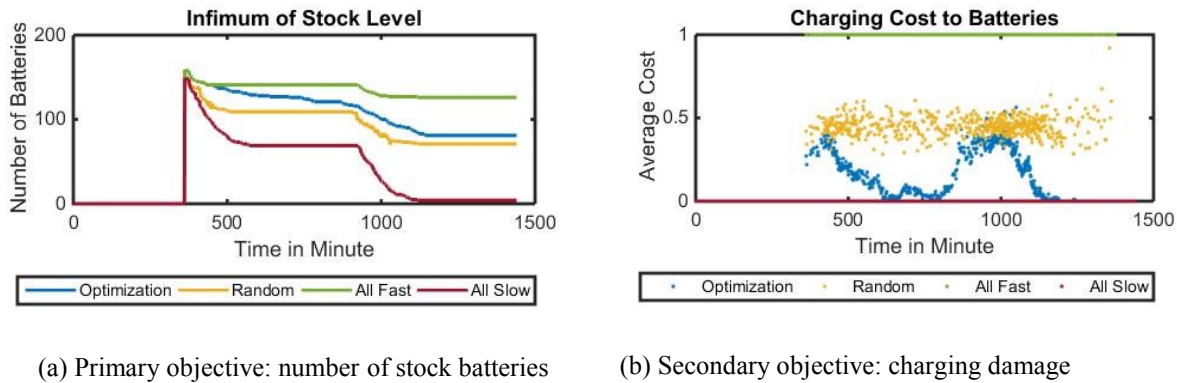 Infimum of Stock Level
Number of Batteries
200
100
0
0
500
1000
1500
Time in Minute
Optimization
Random
All Fast
All Slow
(a) Primary objective: number of stock batteries
Charging Cost to Batteries
Average Cost
1
0.5
0
0
500
1000
1500
Time in Minute
Optimization
Random
All Fast
All Slow
(b) Secondary objective: charging damage